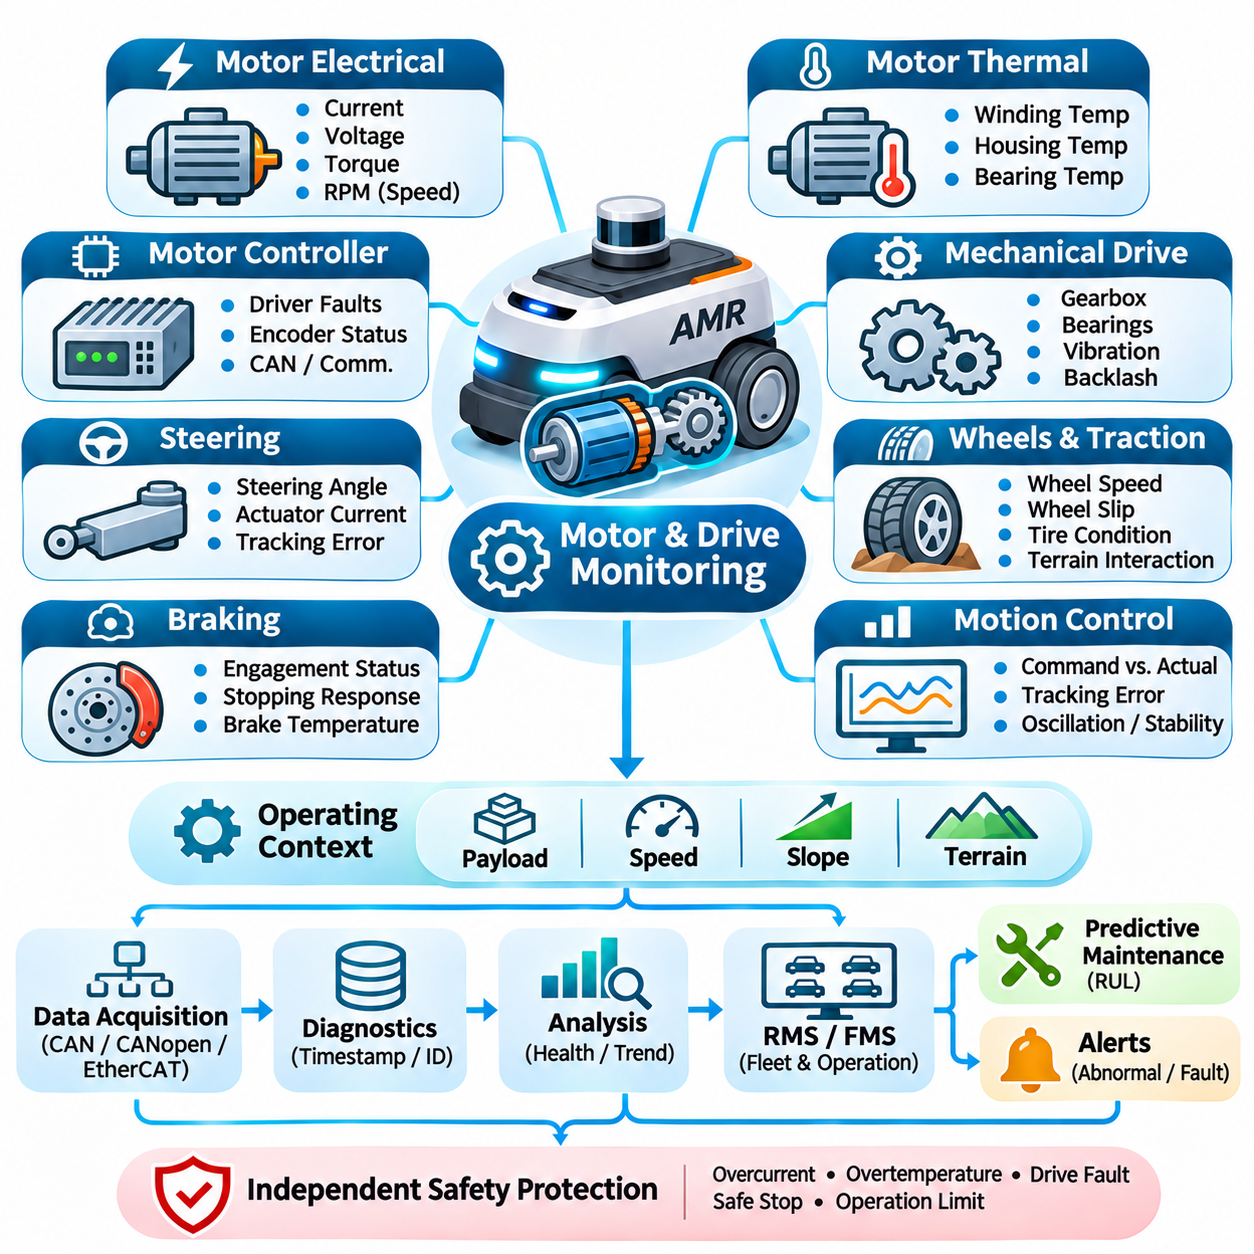 Motor Electrical
Current
Voltage
Torque
RPM (Speed)
Motor Thermal
Winding Temp
Housing Temp
Bearing Temp
Motor Controller
Driver Faults
Encoder Status
CAN / Comm.
Mechanical Drive
Gearbox
Bearings
Vibration
Backlash
AMR
Steering
Steering Angle
Actuator Current
Tracking Error
Wheels & Traction
Wheel Speed
Wheel Slip
Tire Condition
Terrain Interaction
Motor & Drive
Monitoring
Braking
Engagement Status
Stopping Response
Brake Temperature
Motion Control
Command vs. Actual
Tracking Error
Oscillation / Stability
Operating
Context
Payload
Speed
Slope
Terrain
Data Acquisition
(CAN / CANopen /
EtherCAT)
Diagnostics
(Timestamp / ID)
Analysis
(Health / Trend)
RMS / FMS
(Fleet & Operation)
Predictive
Maintenance
(RUL)
Alerts
(Abnormal / Fault)
Independent Safety Protection
Overcurrent • Overtemperature • Drive Fault
Safe Stop • Operation Limit